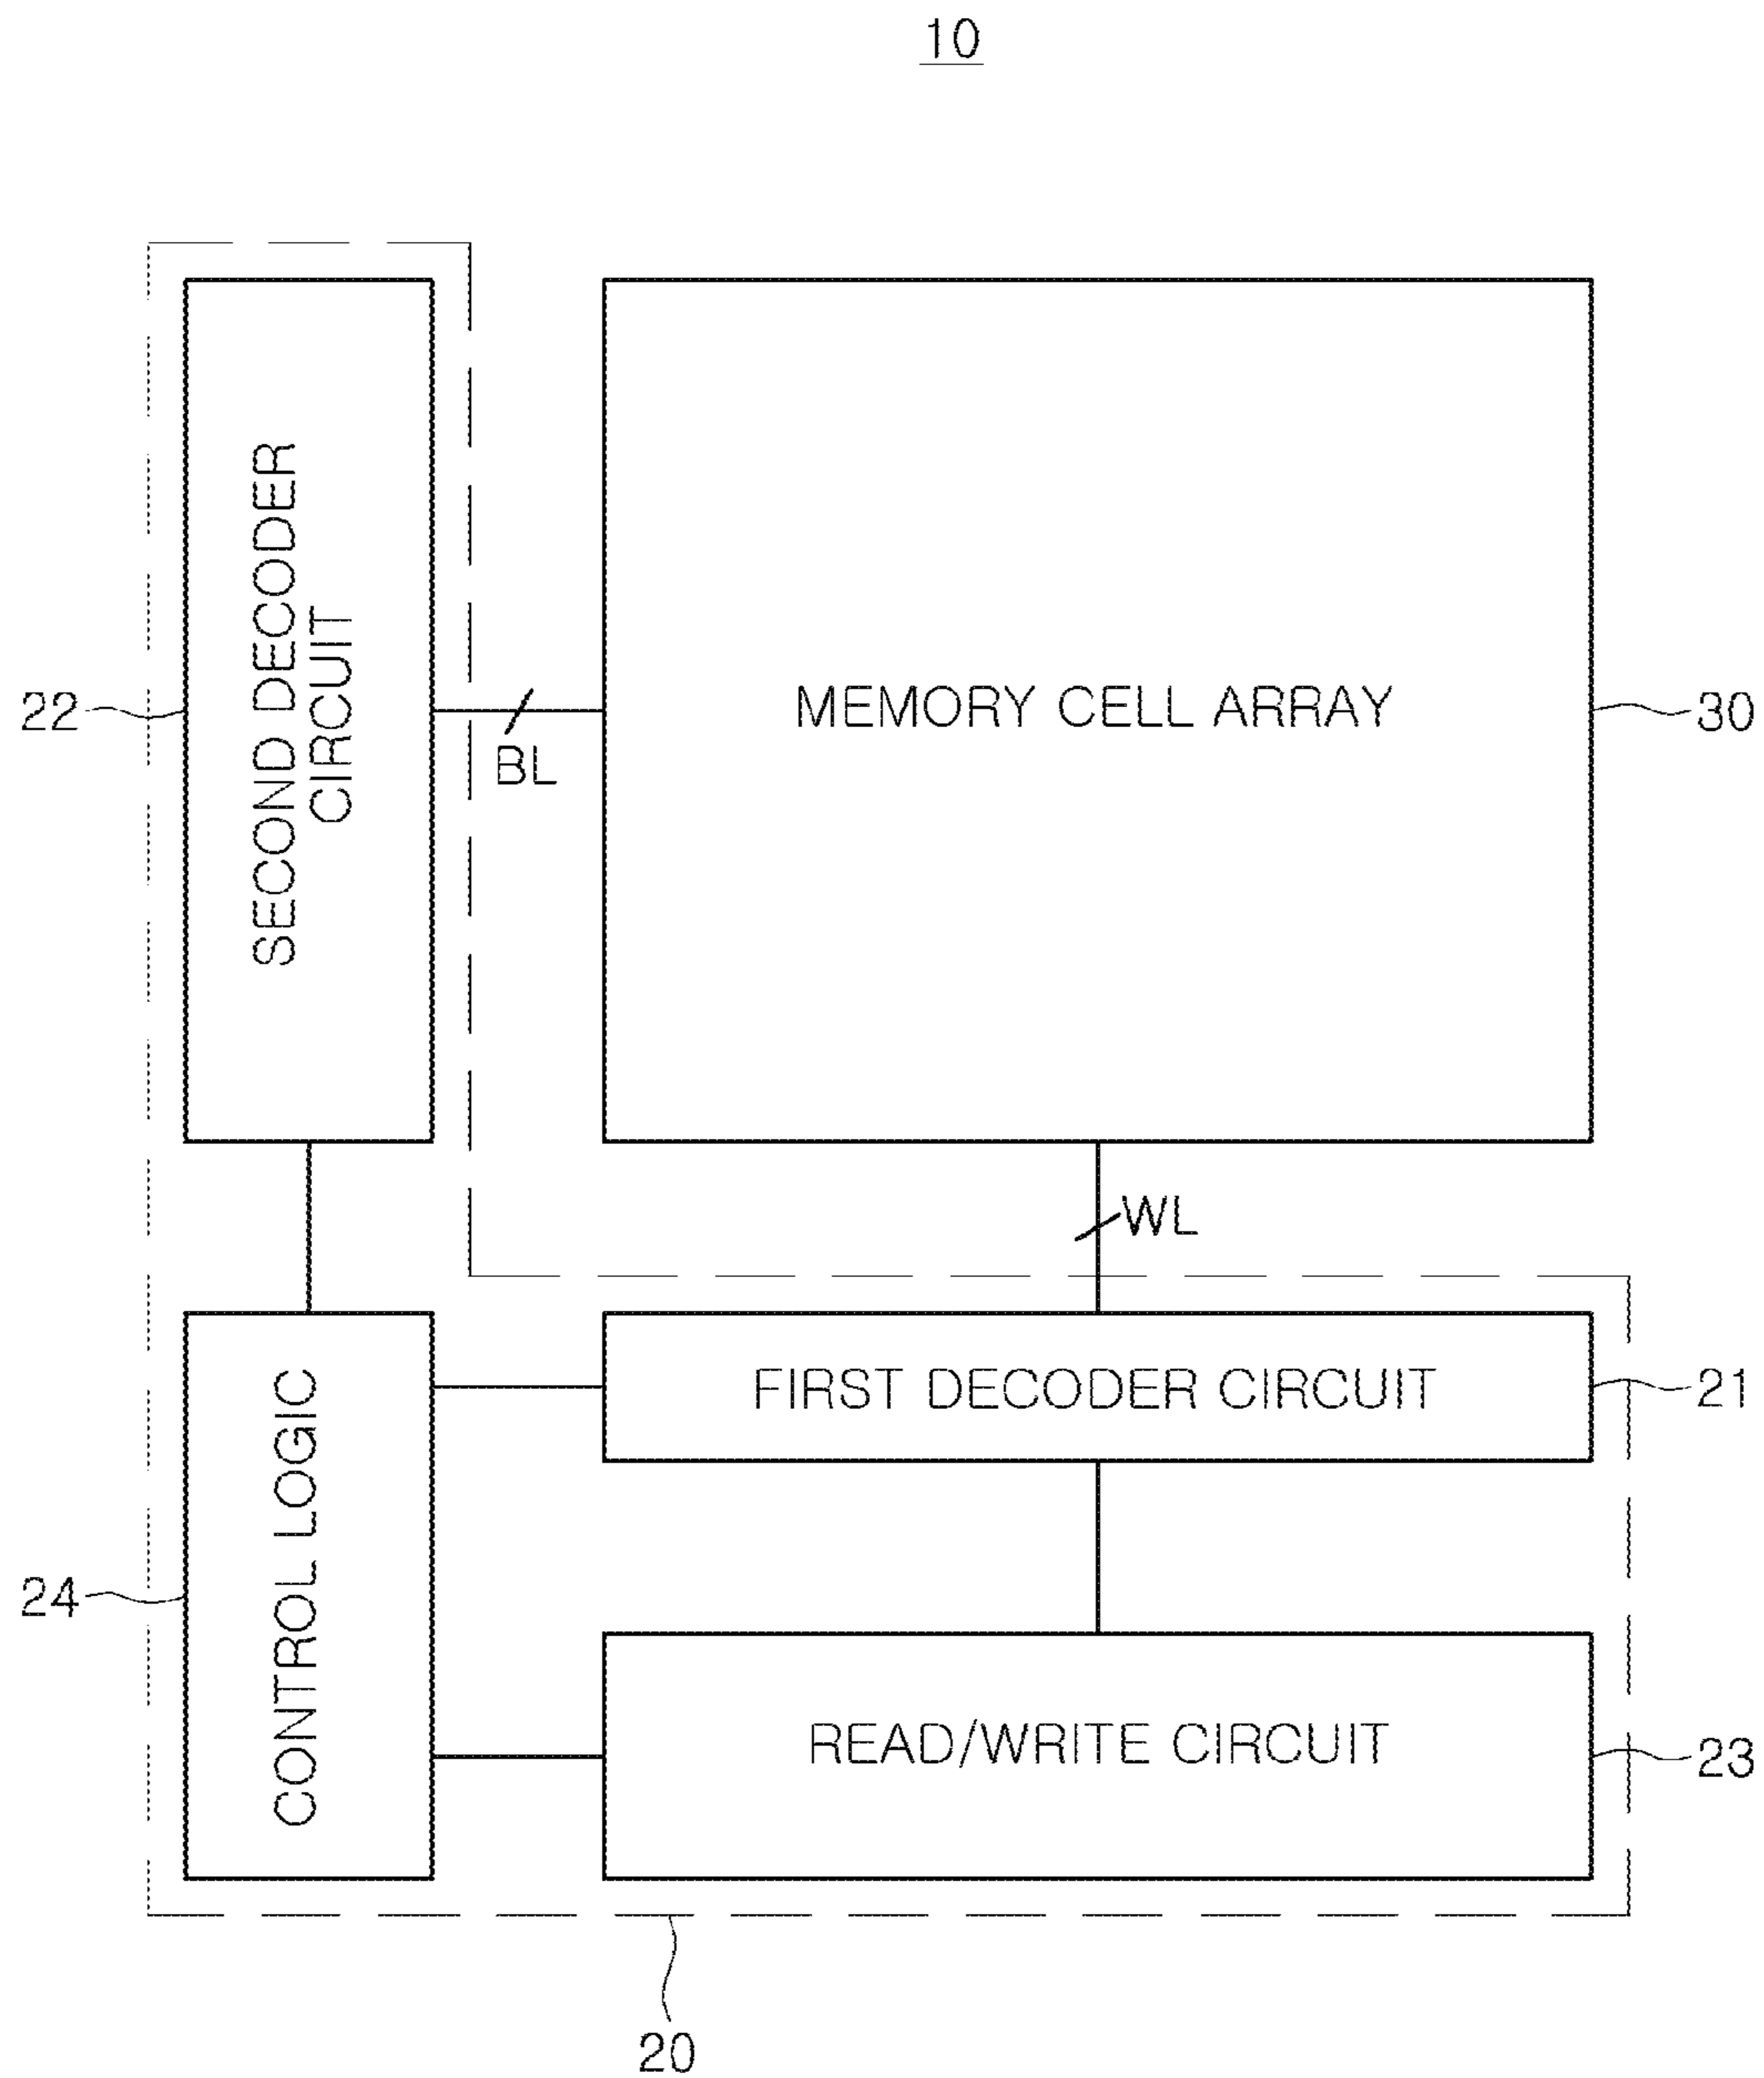 10
SECOND DECODER
CIRCUIT
22
BL
MEMORY CELL ARRAY
30
WL
FIRST DECODER CIRCUIT
21
CONTROL LOGIC
24
READ/WRITE CIRCUIT
23
20